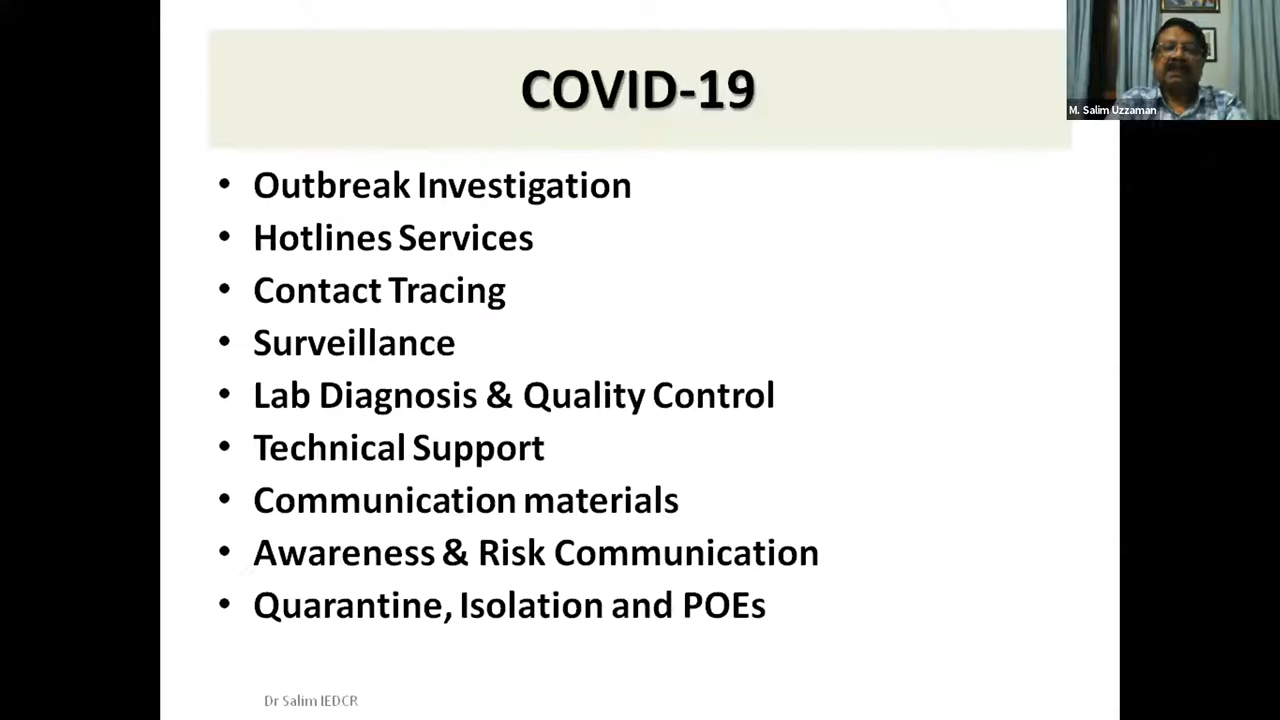 COVID-19
M. Salim Uzzaman
• Outbreak Investigation
• Hotlines Services
• Contact Tracing
• Surveillance
• Lab Diagnosis & Quality Control
• Technical Support
• Communication materials
• Awareness & Risk Communication
• Quarantine, Isolation and POEs
Dr Salim IEDCR